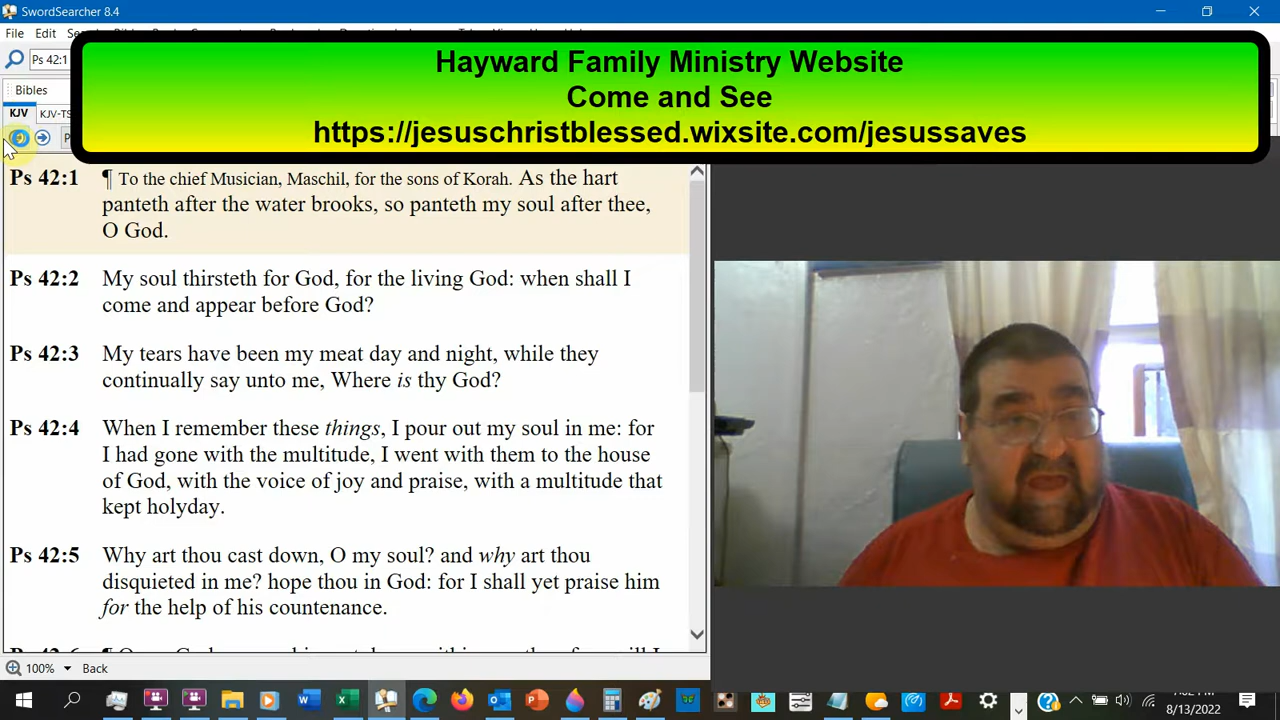 SwordSearcher 8.4
File Edit
Ps 42:1
Hayward Family Ministry Website
Come and See
https://jesuschristblessed.wixsite.com/jesussaves
Bibles
KJV KJV-TS
Ps 42:1 ¶ To the chief Musician, Maschil, for the sons of Korah. As the hart
panteth after the water brooks, so panteth my soul after thee,
O God.
Ps 42:2 My soul thirsteth for God, for the living God: when shall I
come and appear before God?
Ps 42:3 My tears have been my meat day and night, while they
continually say unto me, Where is thy God?
Ps 42:4 When I remember these things, I pour out my soul in me: for
I had gone with the multitude, I went with them to the house
of God, with the voice of joy and praise, with a multitude that
kept holyday.
Ps 42:5 Why art thou cast down, O my soul? and why art thou
disquieted in me? hope thou in God: for I shall yet praise him
for the help of his countenance.
100% Back
8/13/2022